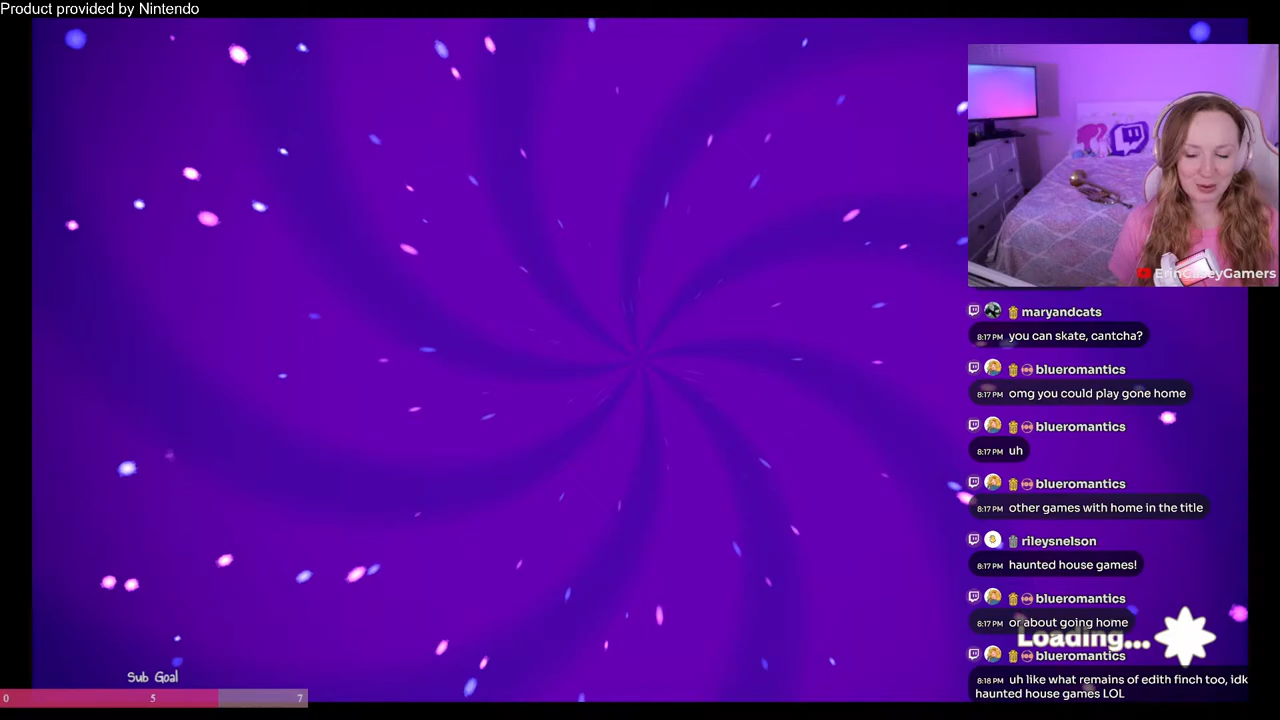 Product provided by Nintendo
ErinCaseyGamers
maryandcats
8:17 PM you can skate, cantcha?
blueromantics
8:17 PM omg you could play gone home
blueromantics
8:17 PM uh
blueromantics
8:17 PM other games with home in the title
rileysnelson
8:17 PM haunted house games!
blueromantics
8:17 PM or about going home
Loading...
blueromantics
8:18 PM uh like what remains of edith finch too, idk
haunted house games LOL
Sub Goal
0 5 7